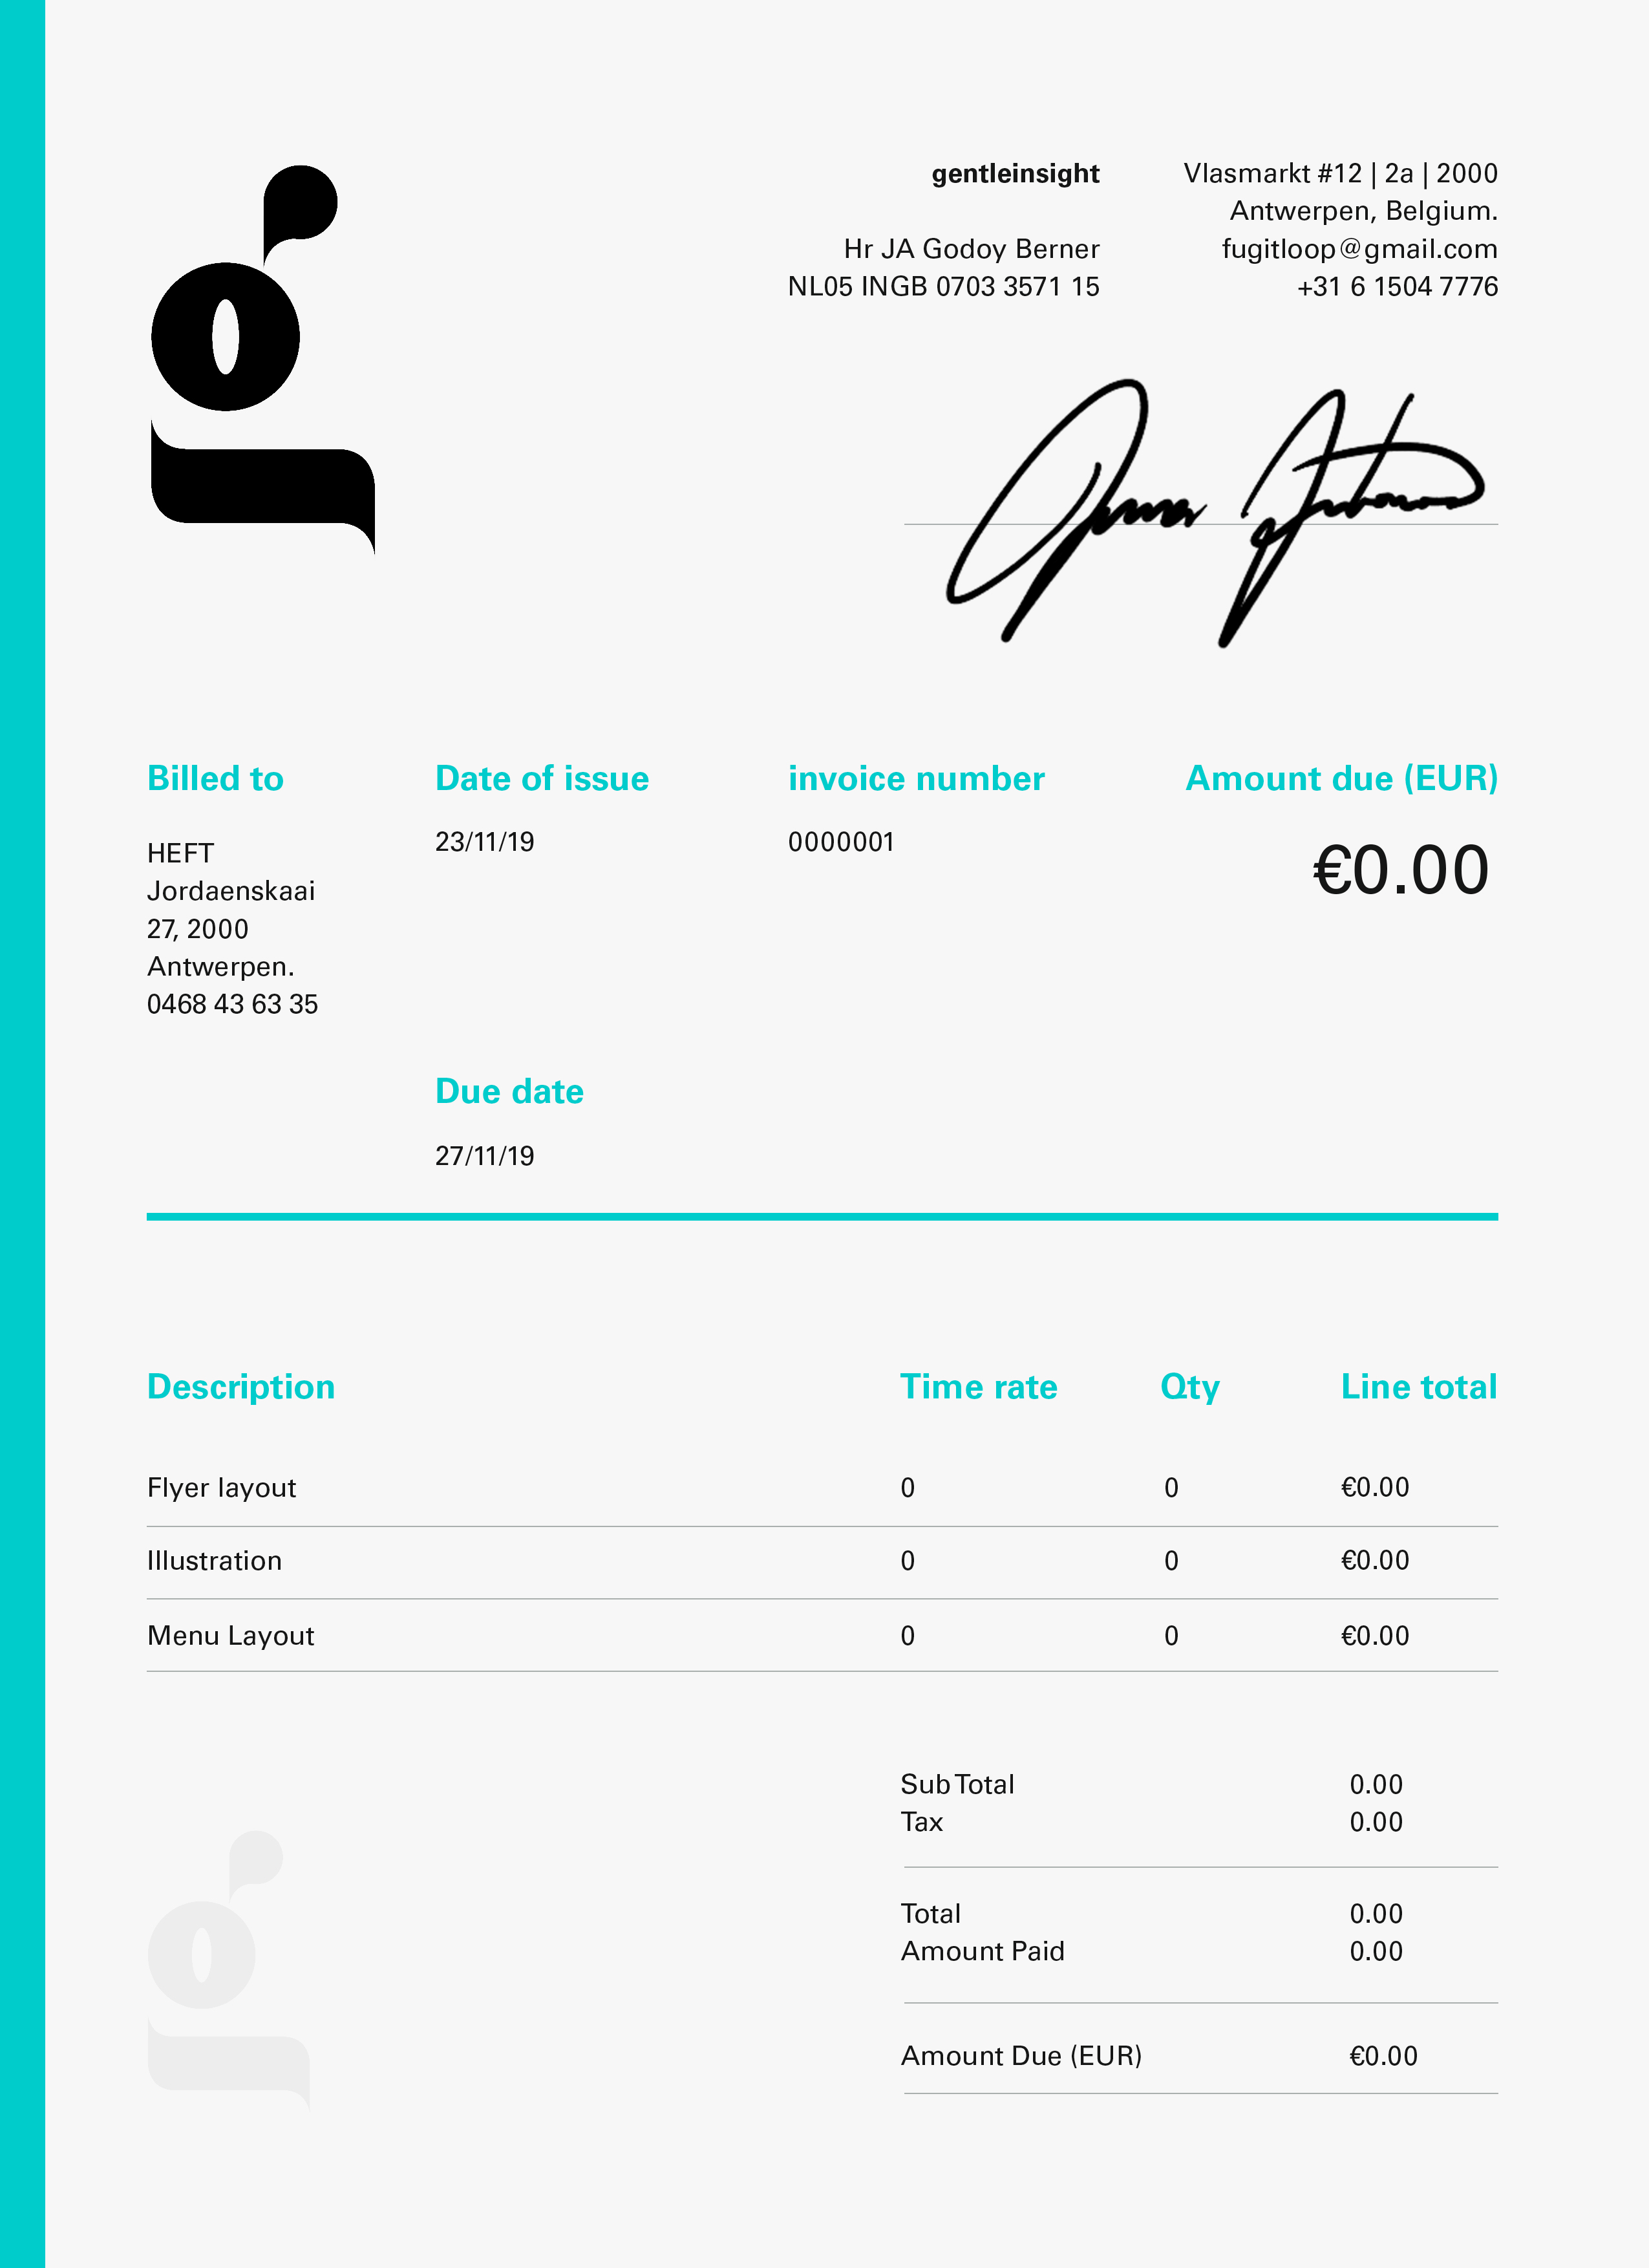 g
gentleinsight
Hr JA Godoy Berner
NL05 INGB 0703 3571 15
Vlasmarkt #12 | 2a | 2000
Antwerpen, Belgium.
fugitloop@gmail.com
+31 6 1504 7776
Billed to
HEFT
Jordaenskaai
27, 2000
Antwerpen.
0468 43 63 35
Date of issue
23/11/19
Due date
27/11/19
invoice number
0000001
Amount due (EUR)
€0.00
Description Time rate Qty Line total
Flyer layout 0 0 €0.00
Illustration 0 0 €0.00
Menu Layout 0 0 €0.00
Sub Total 0.00
Tax 0.00
Total 0.00
Amount Paid 0.00
Amount Due (EUR) €0.00
g